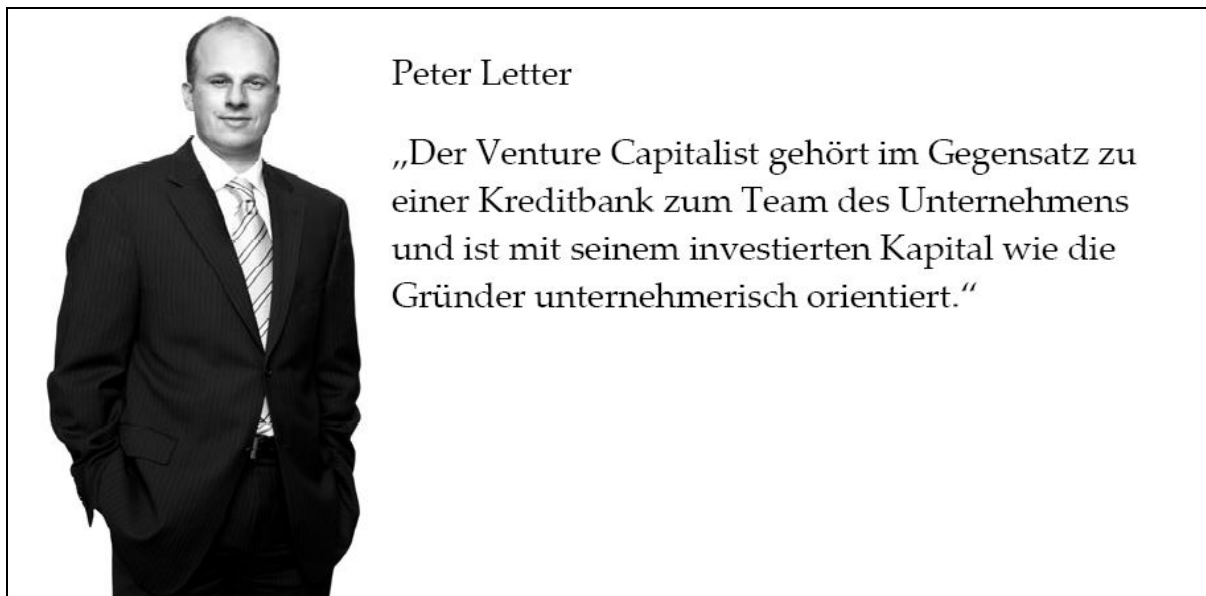 Peter Letter
„Der Venture Capitalist gehört im Gegensatz zu
einer Kreditbank zum Team des Unternehmens
und ist mit seinem investierten Kapital wie die
Gründer unternehmerisch orientiert.“